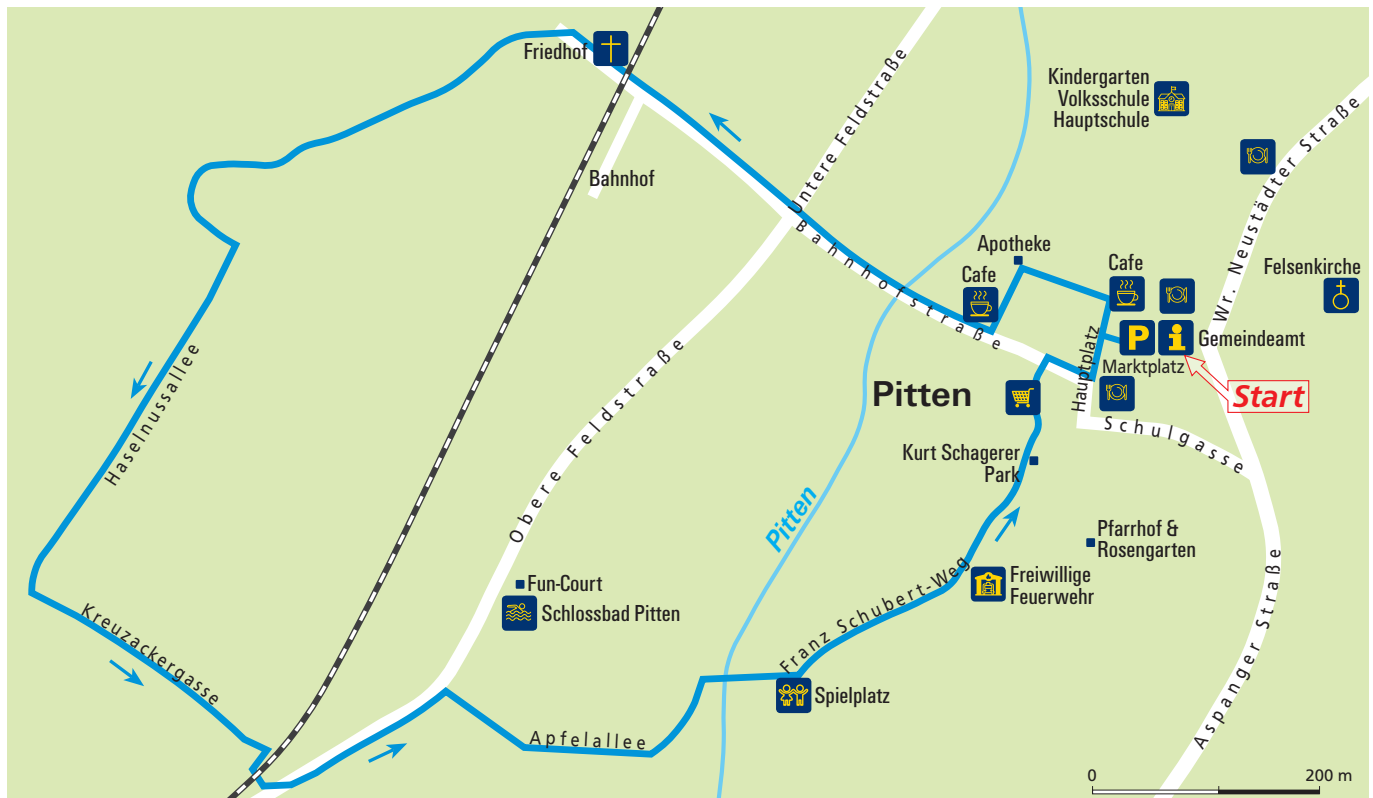 Friedhof
Bahnhof
Untere Feldstraße
Kindergarten
Volksschule
Hauptschule
Wr. Neustädter Straße
Apotheke
Cafe
Cafe
Felsenkirche
Bahnhofstraße
Hauptplatz
P
i
Gemeindeamt
Marktplatz
Start
Pitten
Schulgasse
Haselnussallee
Obere Feldstraße
Kurt Schagerer
Park
Pitten
Pfarrhof &
Rosengarten
Fun-Court
Schlossbad Pitten
Franz Schubert-Weg
Freiwillige
Feuerwehr
Kreuzackergasse
Spielplatz
Apfelallee
Aspanger Straße
0
200 m